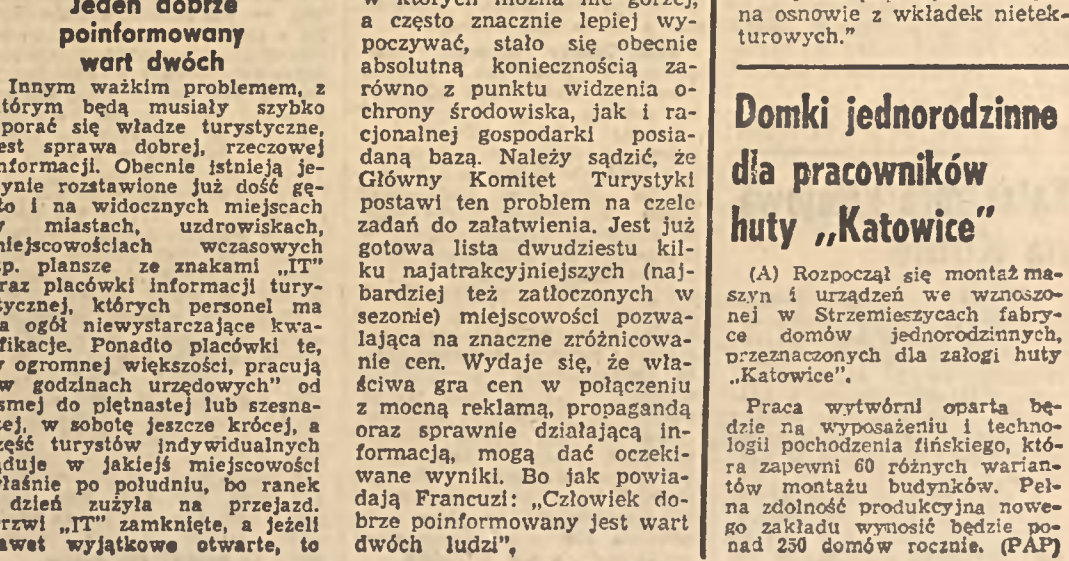 Jeden dobrze
poinformowany
wart dwóch
Innym ważkim problemem, z
którym będą musiały szybko
uporać się władze turystyczne,
jest sprawa dobrej, rzeczowej
informacji. Obecnie istnieją je-
dynie rozstawione już dość gę-
sto i na widocznych miejscach
w miastach, uzdrowiskach,
miejscowościach wczasowych
np. plansze ze znakami „IT”
oraz placówki informacji tury-
stycznej, których personel ma
na ogół niewystarczające kwa-
lifikacje. Ponadto placówki te,
w ogromnej większości, pracują
„w godzinach urzędowych” od
ósmej do piętnastej lub szesna-
stej, w sobotę jeszcze krócej, a
część turystów indywidualnych
ląduje w jakiejś miejscowości
właśnie po południu, bo ranek
i dzień zużyła na przejazd.
Drzwi „IT” zamknięte, a jeżeli
nawet wyjątkowe otwarte, to
w których można nie gorzej,
a często znacznie lepiej wy-
poczywać, stało się obecnie
absolutną koniecznością za-
równo z punktu widzenia o-
chrony środowiska, jak i ra-
cjonalnej gospodarki posia-
daną bazą. Należy sądzić, że
Główny Komitet Turystyki
postawi ten problem na czele
zadań do załatwienia. Jest już
gotowa lista dwudziestu kil-
ku najatrakcyjniejszych (naj-
bardziej też zatłoczonych w
sezonie) miejscowości pozwa-
lająca na znaczne zróżnicowa-
nie cen. Wydaje się, że wła-
ściwa gra cen w połączeniu
z mocną reklamą, propagandą
oraz sprawnie działającą in-
formacją, mogą dać oczeki-
wane wyniki. Bo jak powia-
dają Francuzi: „Człowiek do-
brze poinformowany jest wart
dwóch ludzi”,
na osnowie z wkładek nietek-
turowych.”
Domki jednorodzinne
dla pracowników
huty „Katowice”
(A) Rozpoczął się montaż ma-
szyn i urządzeń we wznoszo-
nej w Strzemieszycach fabry-
ce domów jednorodzinnych,
przeznaczonych dla załogi huty
„Katowice”.
Praca wytwórni oparta bę-
dzie na wyposażeniu i techno-
logii pochodzenia fińskiego, któ-
ra zapewni 60 różnych warian-
tów montażu budynków. Peł-
na zdolność produkcyjna nowe-
go zakładu wynosić będzie po-
nad 250 domów rocznie. (PAP)